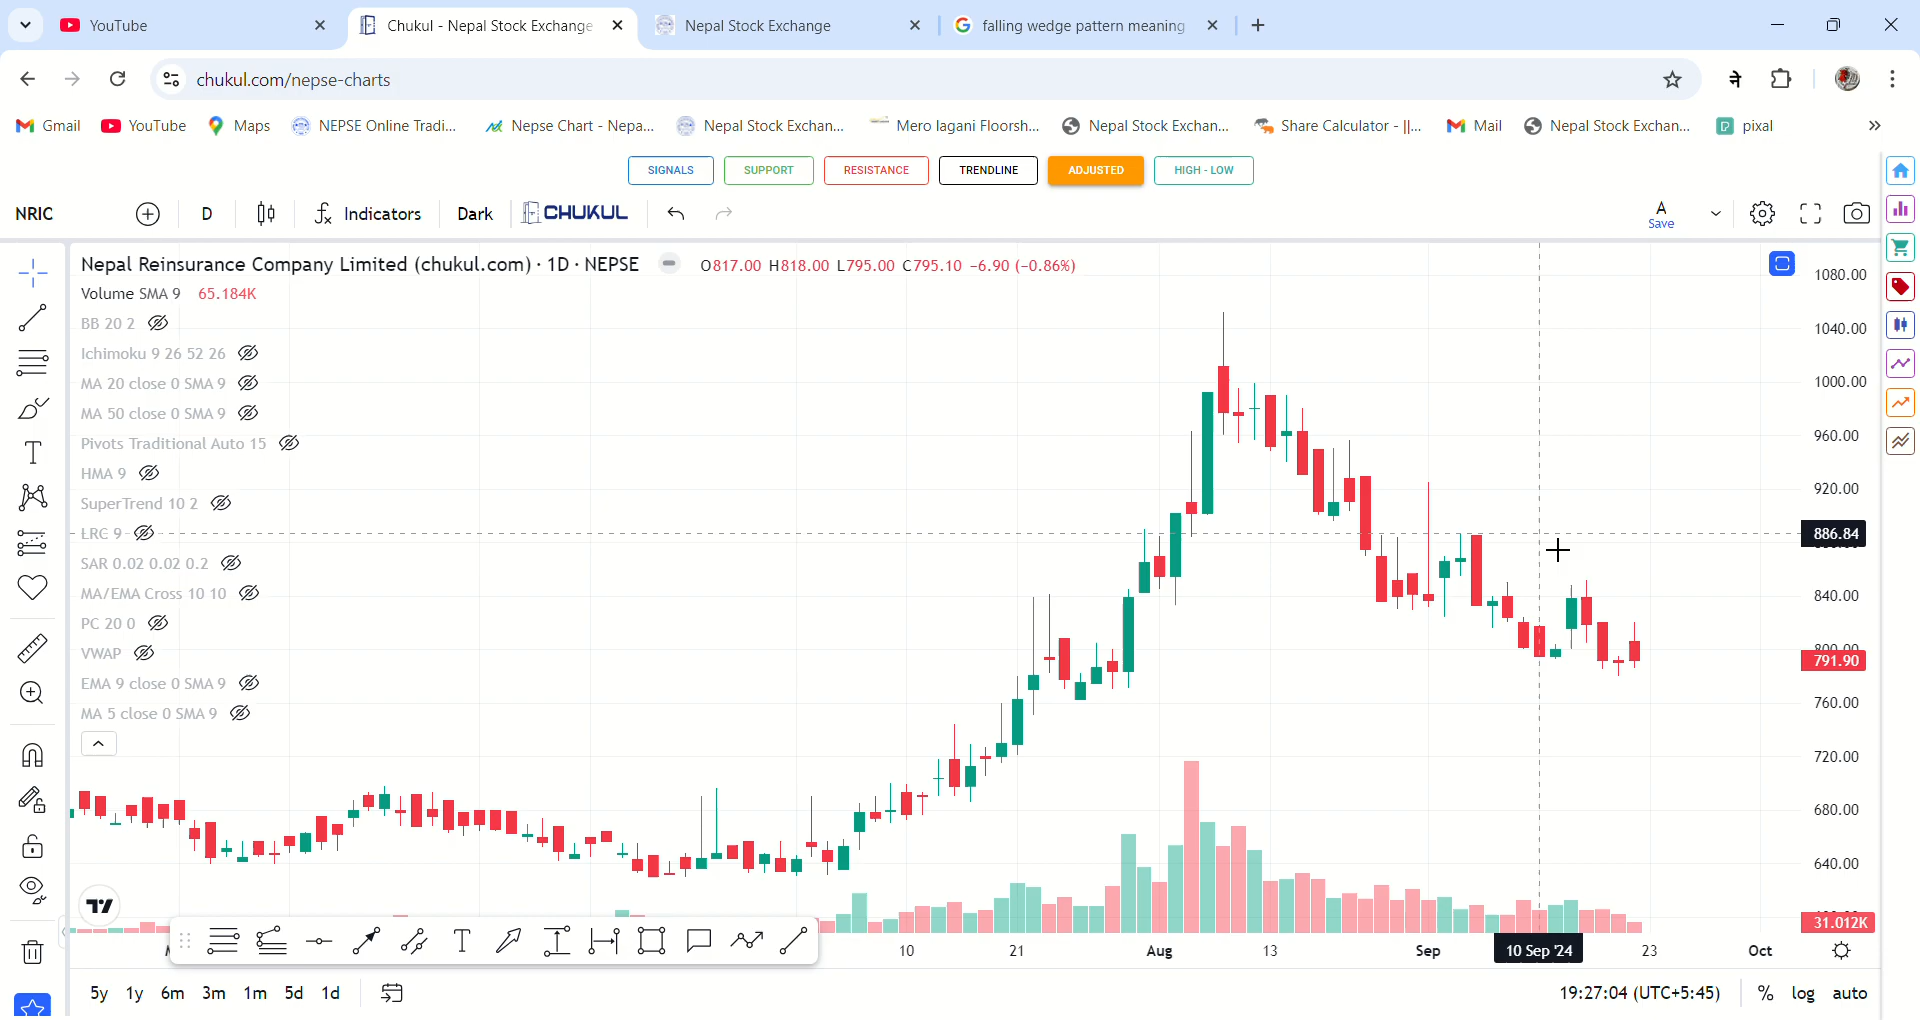 YouTube
Chukul - Nepal Stock Exchange
Nepal Stock Exchange
falling wedge pattern meaning
chukul.com/nepse-charts
ने
Gmail
YouTube
Maps
NEPSE Online Tradi...
Nepse Chart - Nepa...
Nepal Stock Exchan...
Mero lagani Floorsh...
Nepal Stock Exchan...
Share Calculator - ||...
Mail
Nepal Stock Exchan...
pixal
SIGNALS
SUPPORT
RESISTANCE
TRENDLINE
ADJUSTED
HIGH - LOW
NRIC
D
Indicators
Dark
CHUKUL
A
Save
Nepal Reinsurance Company Limited (chukul.com) · 1D · NEPSE
O817.00 H818.00 L795.00 C795.10 −6.90 (−0.86%)
Volume SMA 9 65.184K
BB 20 2
Ichimoku 9 26 52 26
MA 20 close 0 SMA 9
MA 50 close 0 SMA 9
Pivots Traditional Auto 15
HMA 9
SuperTrend 10 2
LRC 9
SAR 0.02 0.02 0.2
MA/EMA Cross 10 10
PC 20 0
VWAP
EMA 9 close 0 SMA 9
MA 5 close 0 SMA 9
1080.00
1040.00
1000.00
960.00
920.00
886.84
840.00
800.00
791.90
760.00
720.00
680.00
640.00
31.012K
10
21
Aug
13
Sep
10 Sep '24
23
Oct
5y 1y 6m 3m 1m 5d 1d
19:27:04 (UTC+5:45)
% log auto